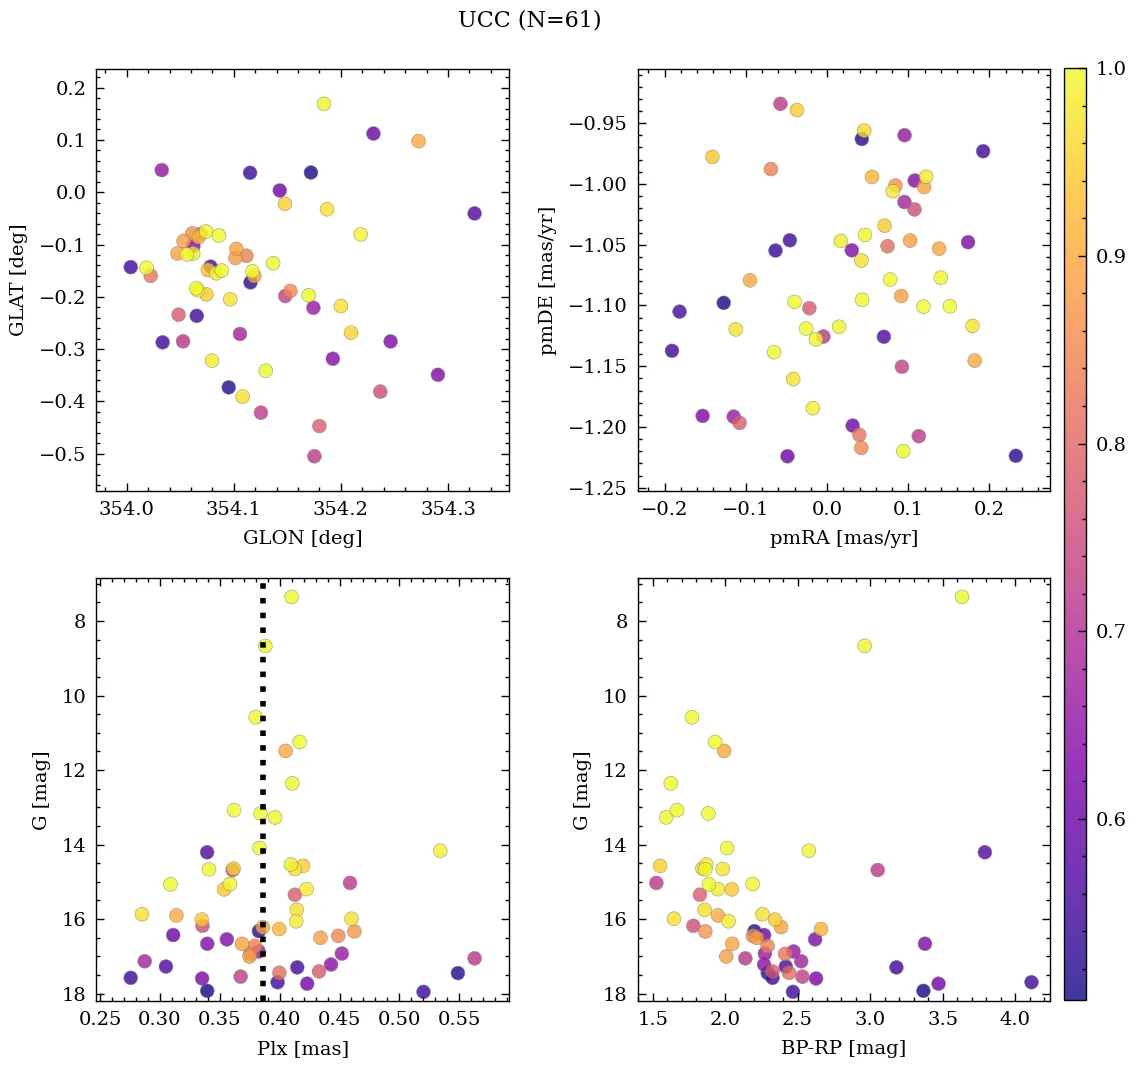 UCC (N=61)
0.2
0.1
0.0
−0.1
−0.2
−0.3
−0.4
−0.5
GLAT [deg]
354.0 354.1 354.2 354.3
GLON [deg]
−0.95
−1.00
−1.05
−1.10
−1.15
−1.20
−1.25
pmDE [mas/yr]
−0.2 −0.1 0.0 0.1 0.2
pmRA [mas/yr]
1.0
0.9
0.8
0.7
0.6
8
10
12
14
16
18
G [mag]
0.25 0.30 0.35 0.40 0.45 0.50 0.55
Plx [mas]
8
10
12
14
16
18
G [mag]
1.5 2.0 2.5 3.0 3.5 4.0
BP-RP [mag]